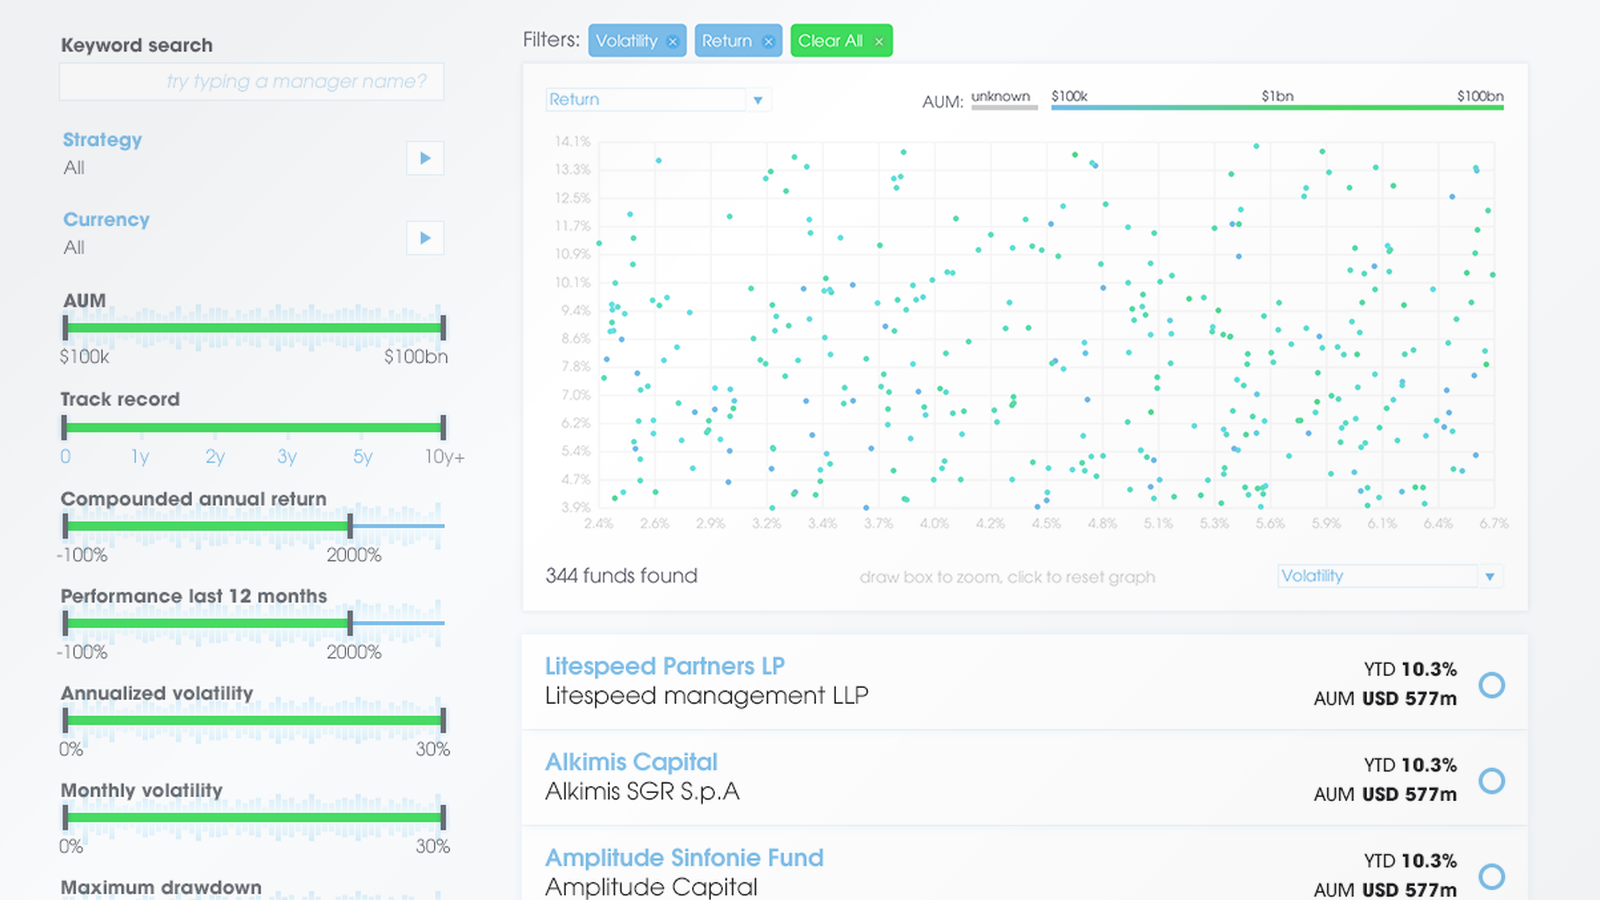 Keyword search
try typing a manager name?
Strategy
All
Currency
All
AUM
$100k $100bn
Track record
0 1y 2y 3y 5y 10y+
Compounded annual return
-100% 2000%
Performance last 12 months
-100% 2000%
Annualized volatility
0% 30%
Monthly volatility
0% 30%
Maximum drawdown
Filters: Volatility Return Clear All
Return
AUM: unknown $100k $1bn $100bn
14.1%
13.3%
12.5%
11.7%
10.9%
10.1%
9.4%
8.6%
7.8%
7.0%
6.2%
5.4%
4.7%
3.9%
2.4% 2.6% 2.9% 3.2% 3.4% 3.7% 4.0% 4.2% 4.5% 4.8% 5.1% 5.3% 5.6% 5.9% 6.1% 6.4% 6.7%
344 funds found
draw box to zoom, click to reset graph
Volatility
Litespeed Partners LP
Litespeed management LLP
YTD 10.3%
AUM USD 577m
Alkimis Capital
Alkimis SGR S.p.A
YTD 10.3%
AUM USD 577m
Amplitude Sinfonie Fund
Amplitude Capital
YTD 10.3%
AUM USD 577m